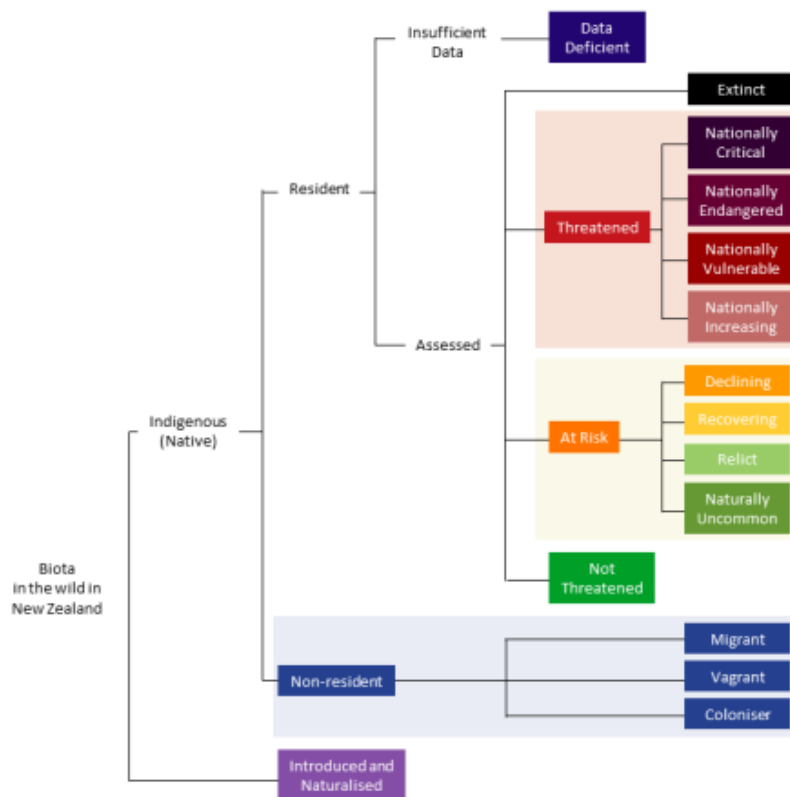 Insufficient
Data
Data
Deficient
Extinct
Nationally
Critical
Nationally
Endangered
Resident
Threatened
Nationally
Vulnerable
Nationally
Increasing
Assessed
Declining
Recovering
Indigenous
(Native)
At Risk
Relict
Naturally
Uncommon
Biota
in the wild in
New Zealand
Not
Threatened
Migrant
Non-resident
Vagrant
Coloniser
Introduced and
Naturalised